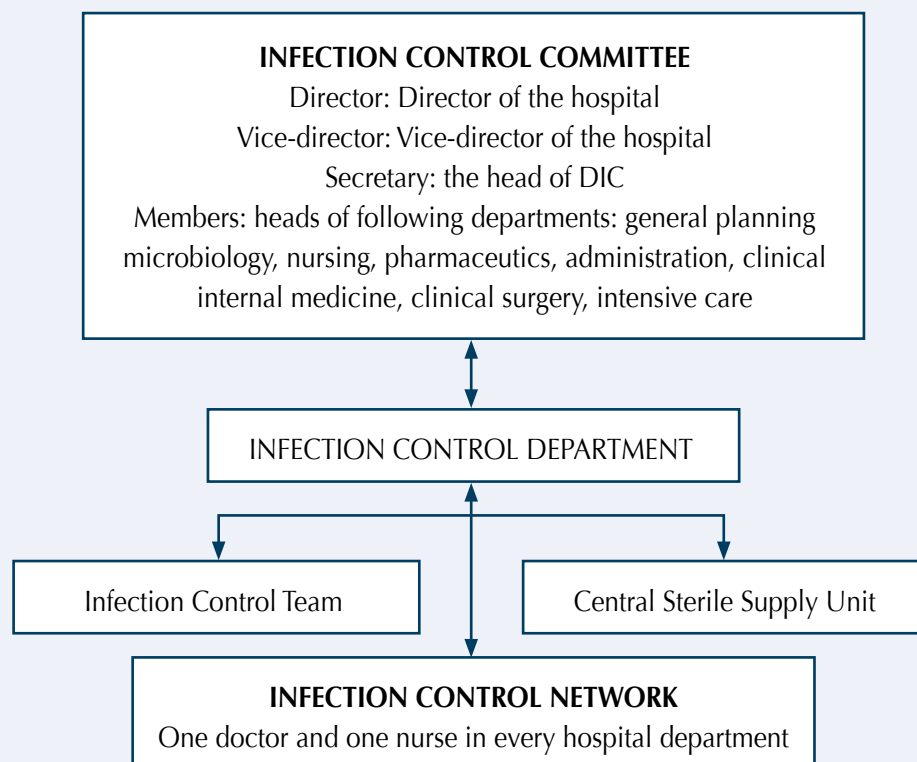 INFECTION CONTROL COMMITTEE
Director: Director of the hospital
Vice-director: Vice-director of the hospital
Secretary: the head of DIC
Members: heads of following departments: general planning
microbiology, nursing, pharmaceutics, administration, clinical
internal medicine, clinical surgery, intensive care
INFECTION CONTROL DEPARTMENT
Infection Control Team
Central Sterile Supply Unit
INFECTION CONTROL NETWORK
One doctor and one nurse in every hospital department